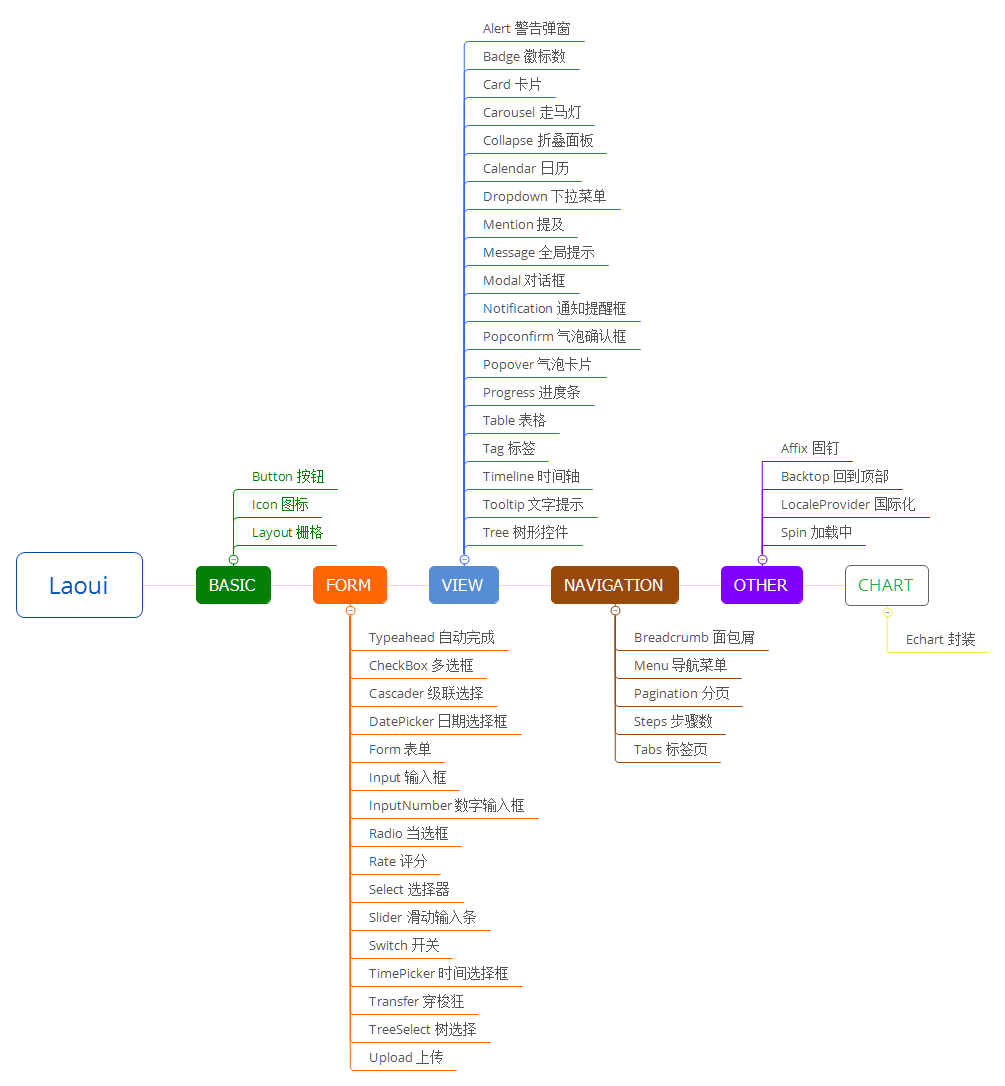 Alert 警告弹窗
Badge 徽标数
Card 卡片
Carousel 走马灯
Collapse 折叠面板
Calendar 日历
Dropdown 下拉菜单
Mention 提及
Message 全局提示
Modal 对话框
Notification 通知提醒框
Popconfirm 气泡确认框
Popover 气泡卡片
Progress 进度条
Table 表格
Tag 标签
Timeline 时间轴
Tooltip 文字提示
Tree 树形控件
Button 按钮
Icon 图标
Layout 栅格
Affix 固钉
Backtop 回到顶部
LocaleProvider 国际化
Spin 加载中
Laoui
BASIC
FORM
VIEW
NAVIGATION
OTHER
CHART
Typeahead 自动完成
CheckBox 多选框
Cascader 级联选择
DatePicker 日期选择框
Form 表单
Input 输入框
InputNumber 数字输入框
Radio 当选框
Rate 评分
Select 选择器
Slider 滑动输入条
Switch 开关
TimePicker 时间选择框
Transfer 穿梭狂
TreeSelect 树选择
Upload 上传
Breadcrumb 面包屑
Menu 导航菜单
Pagination 分页
Steps 步骤数
Tabs 标签页
Echart 封装